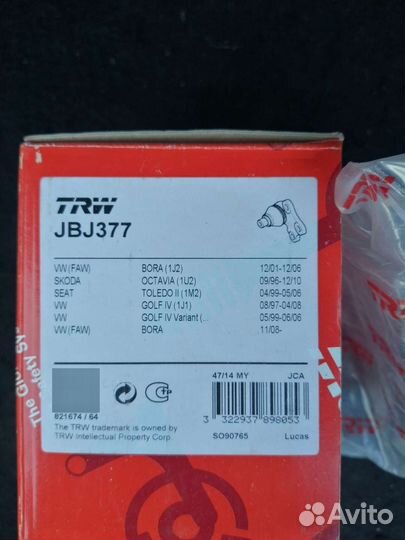 TRW
JBJ377
VW (FAW) BORA (1J2) 12/01-12/06
SKODA OCTAVIA (1U2) 09/96-12/10
SEAT TOLEDO II (1M2) 04/99-05/06
VW GOLF IV (1J1) 08/97-04/08
VW GOLF IV Variant (... 05/99-06/06
VW (FAW) BORA 11/08-
47/14 MY JCA
821674 / 64
The TRW trademark is owned by
TRW Intellectual Property Corp
3 322937 898053
SO90765 Lucas
Avito